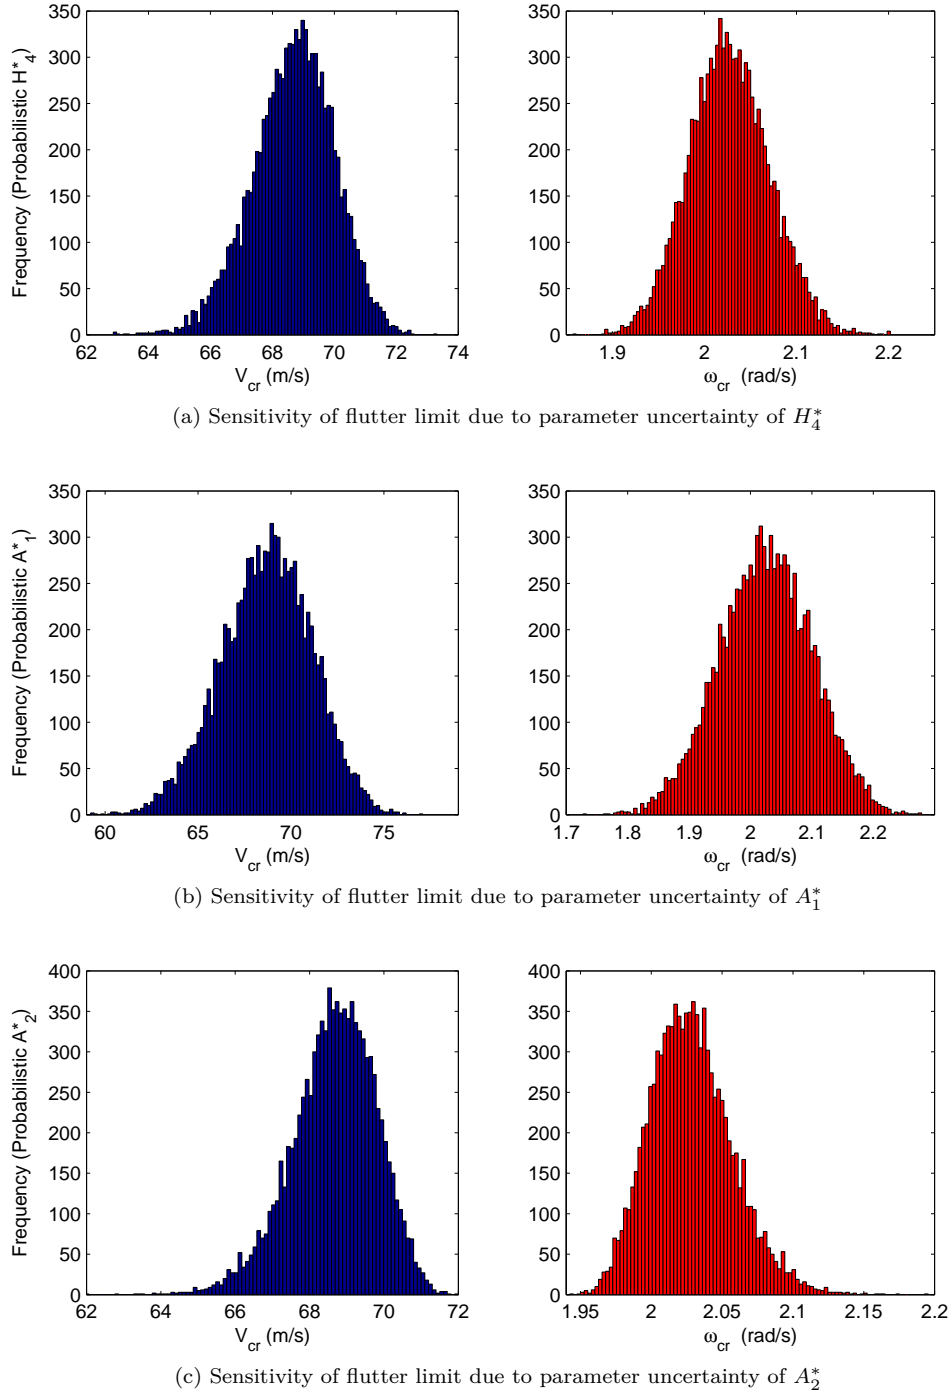 350
300
250
200
150
100
50
0
Frequency (Probabilistic H*4)
62 64 66 68 70 72 74
Vcr (m/s)
350
300
250
200
150
100
50
0
1.9 2 2.1 2.2
ωcr (rad/s)
(a) Sensitivity of flutter limit due to parameter uncertainty of H4*
350
300
250
200
150
100
50
0
Frequency (Probabilistic A*1)
60 65 70 75
Vcr (m/s)
350
300
250
200
150
100
50
0
1.7 1.8 1.9 2 2.1 2.2
ωcr (rad/s)
(b) Sensitivity of flutter limit due to parameter uncertainty of A1*
400
350
300
250
200
150
100
50
0
Frequency (Probabilistic A*2)
62 64 66 68 70 72
Vcr (m/s)
400
350
300
250
200
150
100
50
0
1.95 2 2.05 2.1 2.15 2.2
ωcr (rad/s)
(c) Sensitivity of flutter limit due to parameter uncertainty of A2*